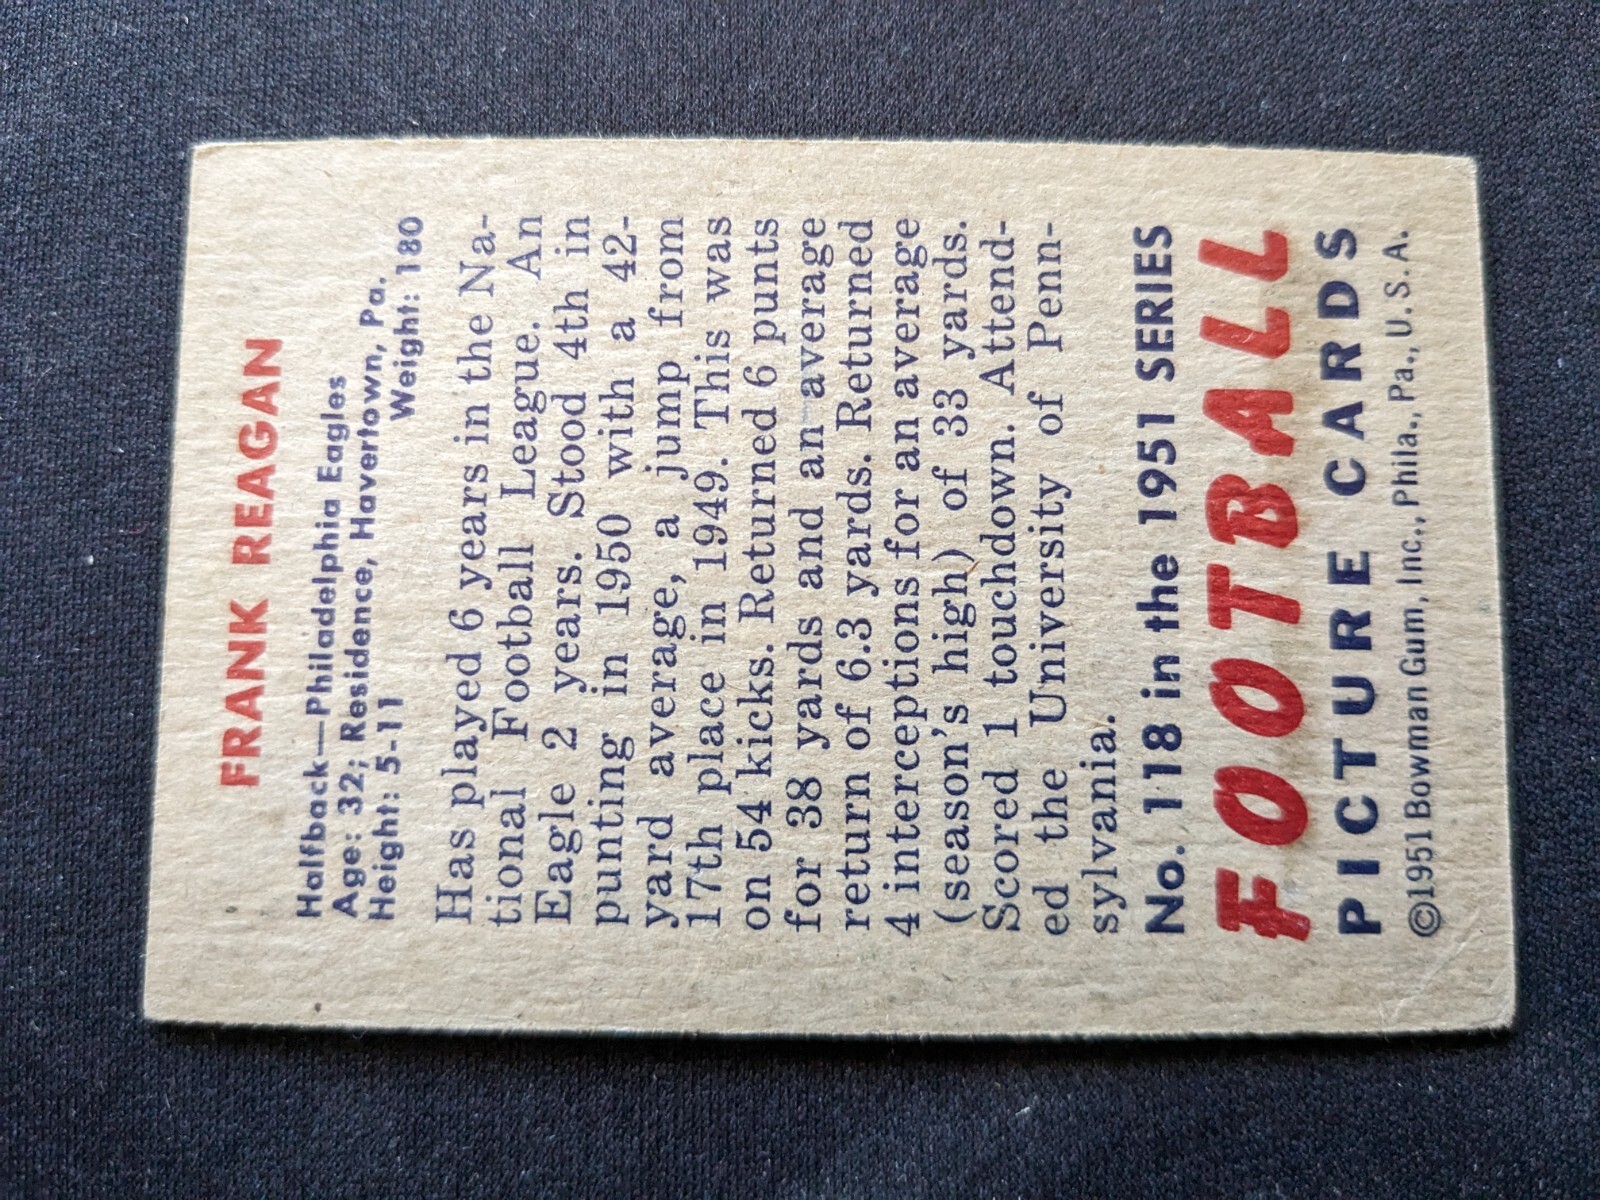 FRANK REAGAN
Halfback—Philadelphia Eagles
Age: 32; Residence, Havertown, Pa.
Height: 5-11 Weight: 180
Has played 6 years in the Na-
tional Football League. An
Eagle 2 years. Stood 4th in
punting in 1950 with a 42-
yard average, a jump from
17th place in 1949. This was
on 54 kicks. Returned 6 punts
for 38 yards and an average
return of 6.3 yards. Returned
4 interceptions for an average
(season's high) of 33 yards.
Scored 1 touchdown. Attend-
ed the University of Penn-
sylvania.
No. 118 in the 1951 SERIES
FOOTBALL
PICTURE CARDS
©1951 Bowman Gum, Inc., Phila., Pa., U.S.A.